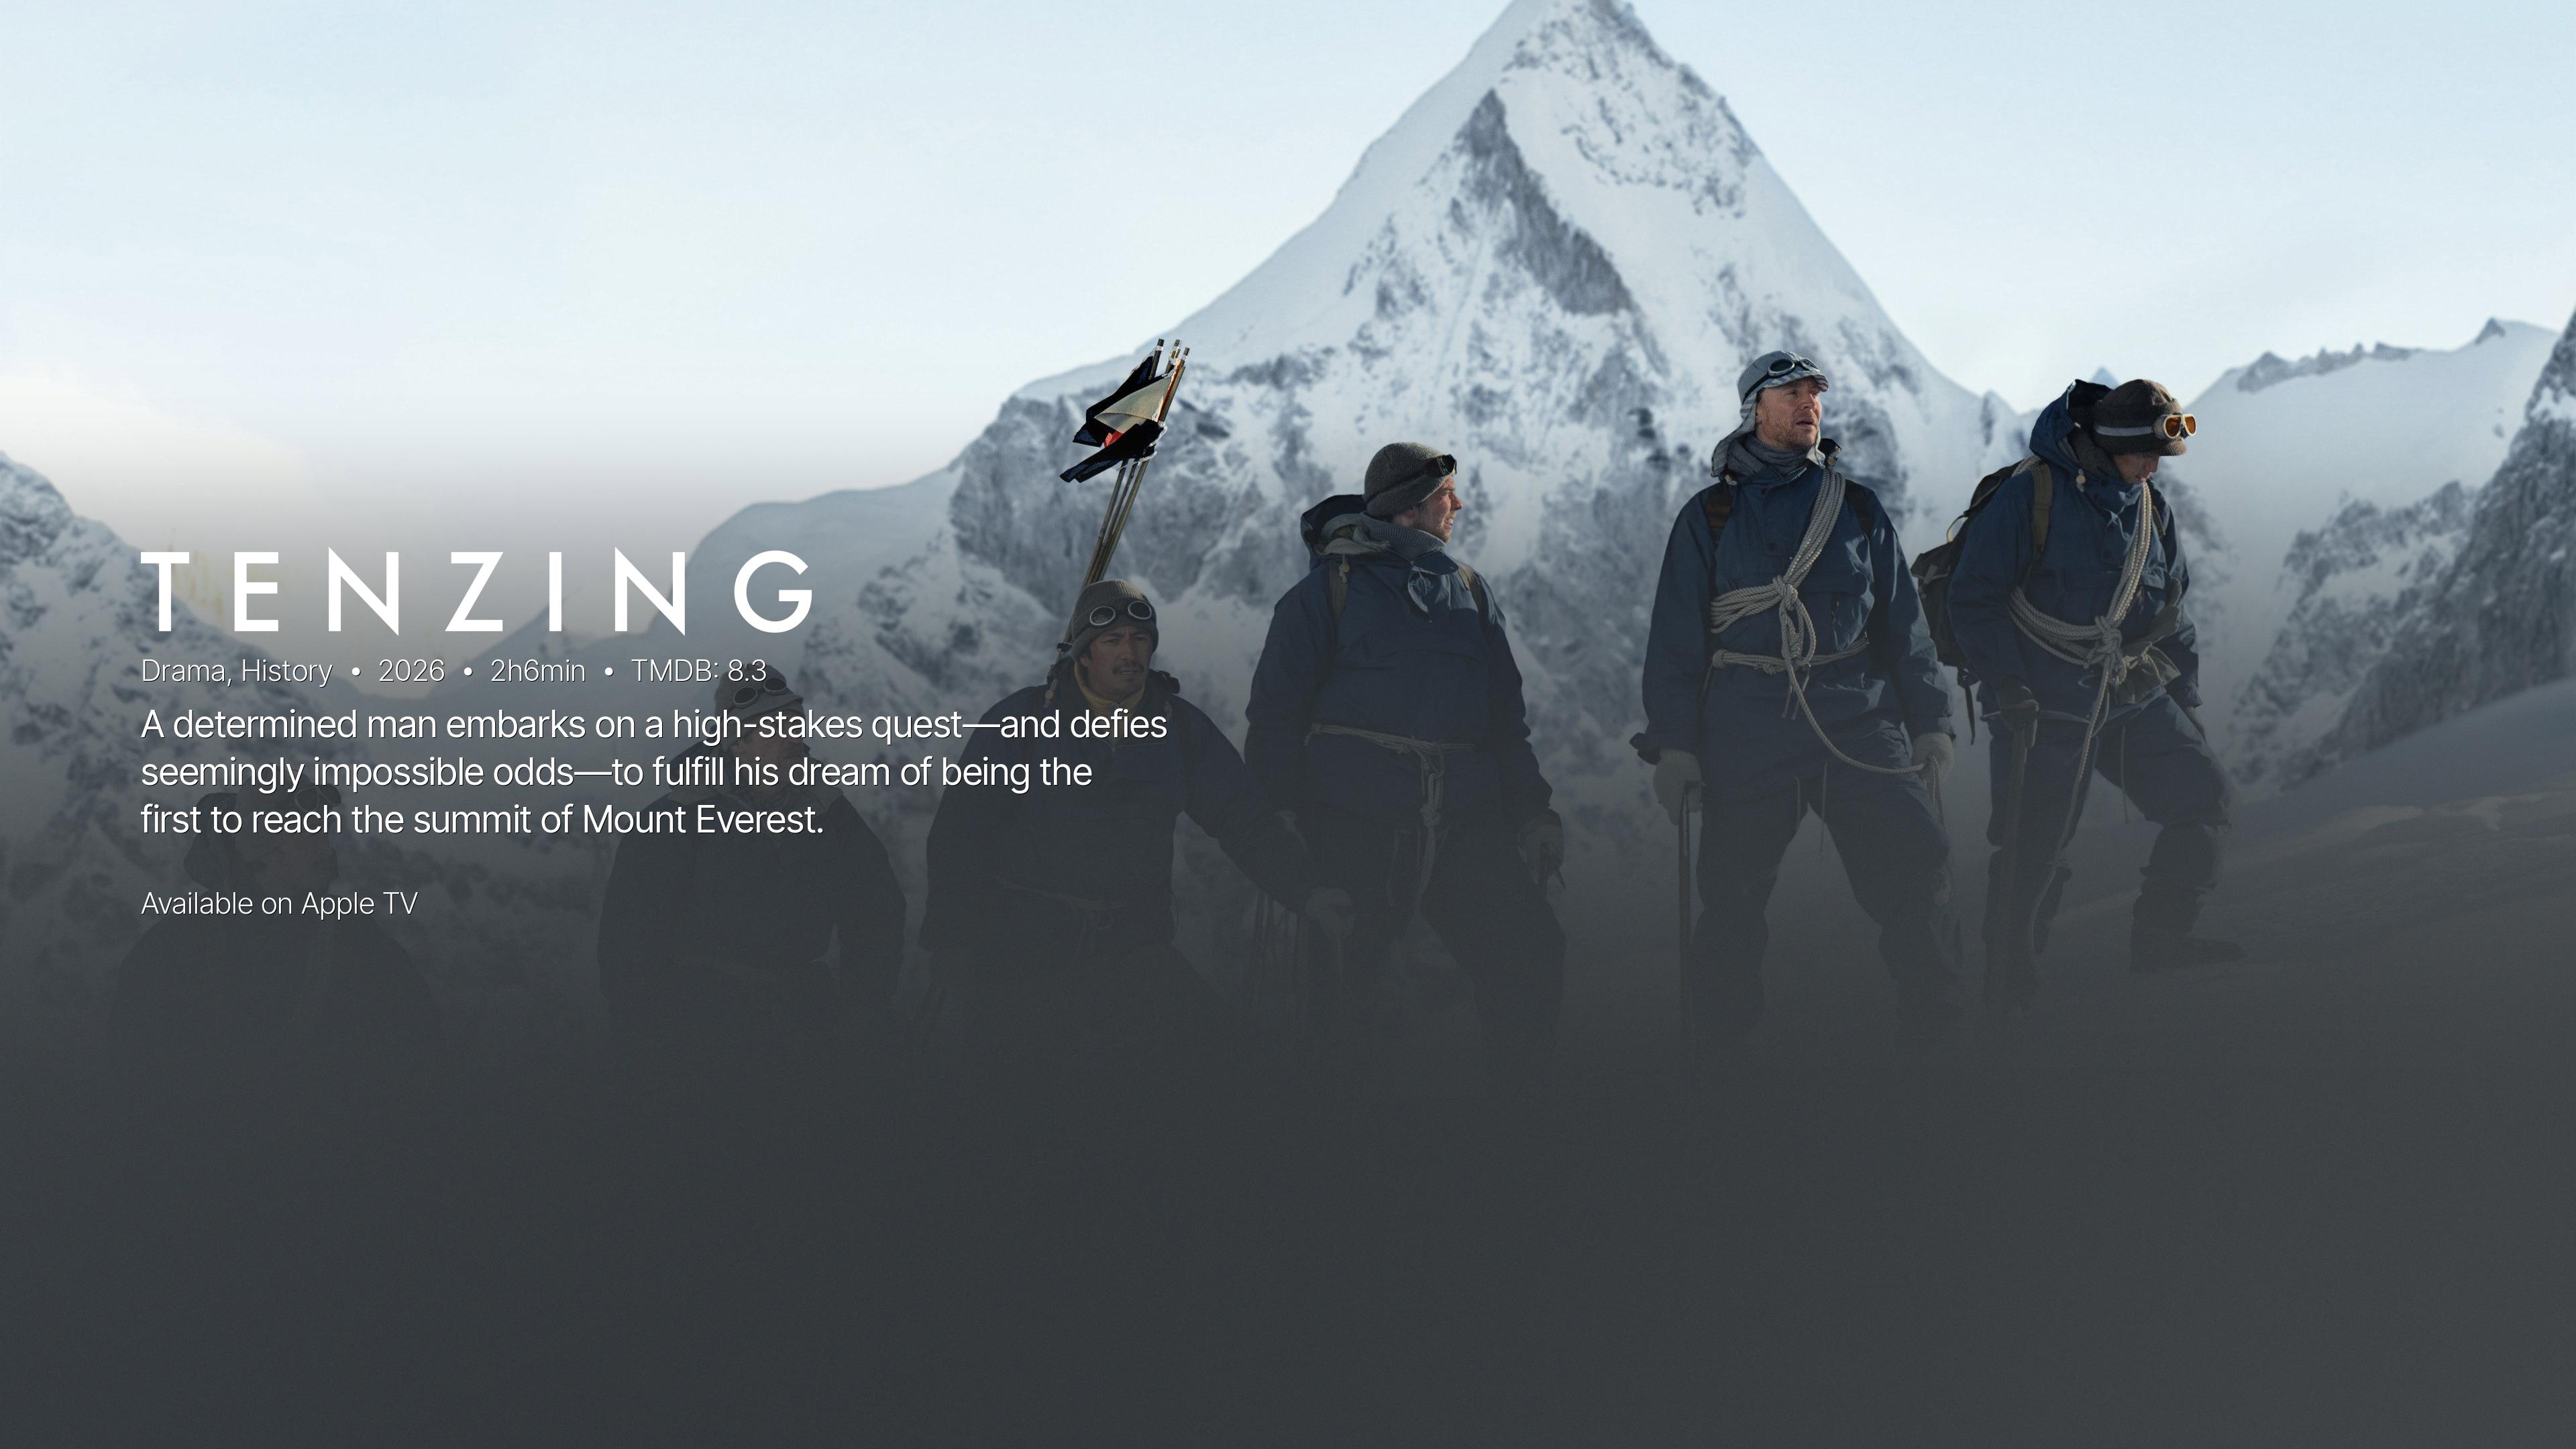 TENZING
Drama, History • 2026 • 2h6min • TMDB: 8.3
A determined man embarks on a high-stakes quest—and defies
seemingly impossible odds—to fulfill his dream of being the
first to reach the summit of Mount Everest.
Available on Apple TV